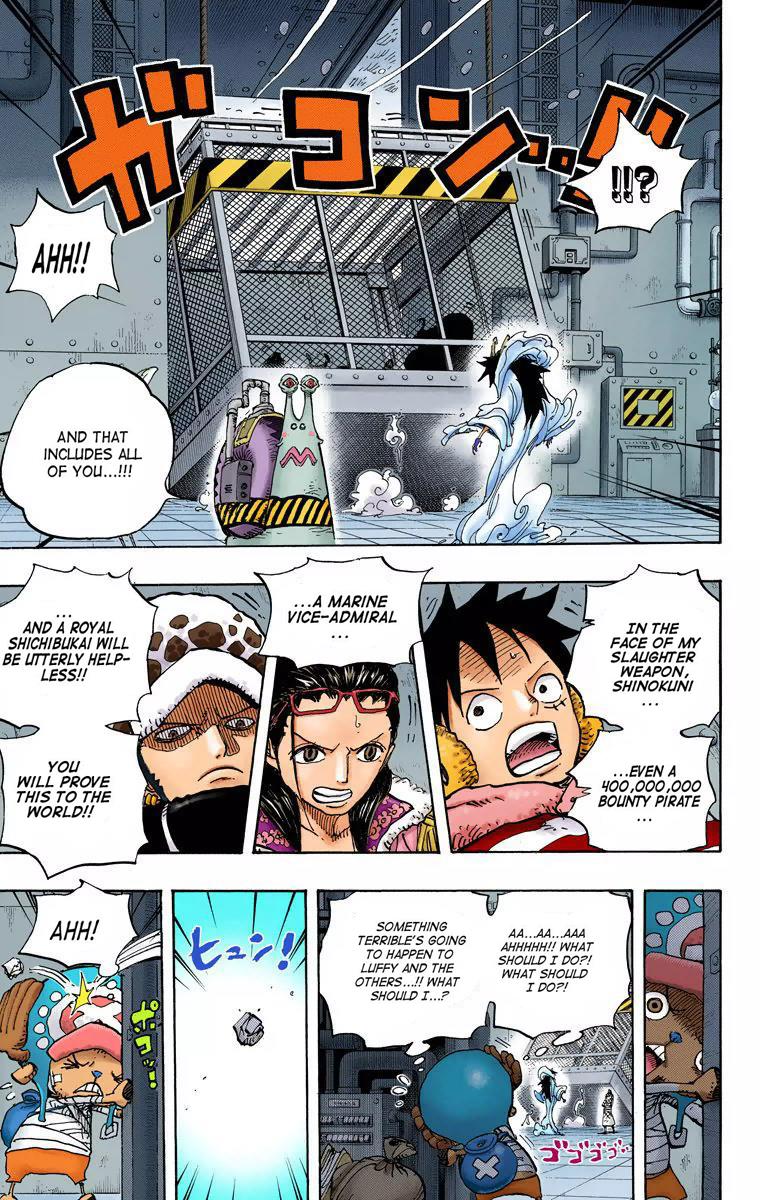 ガコンッ!!
!!?
AHH!!
AND THAT
INCLUDES ALL
OF YOU...!!!
IN THE
FACE OF MY
SLAUGHTER
WEAPON,
SHINOKUNI
...
...EVEN A
400,000,000
BOUNTY PIRATE
...
...A MARINE
VICE-ADMIRAL
...
...
AND A ROYAL
SHICHIBUKAI WILL
BE UTTERLY HELP-
LESS!!
YOU
WILL PROVE
THIS TO THE
WORLD!!
AA...AA...AAA
AHHHHH!! WHAT
SHOULD I DO?!
WHAT SHOULD
I DO?!
SOMETHING
TERRIBLE'S GOING
TO HAPPEN TO
LUFFY AND THE
OTHERS...!! WHAT
SHOULD I...?
ゴゴゴゴ!!
ヒュン!
AHH!
ポコッ!